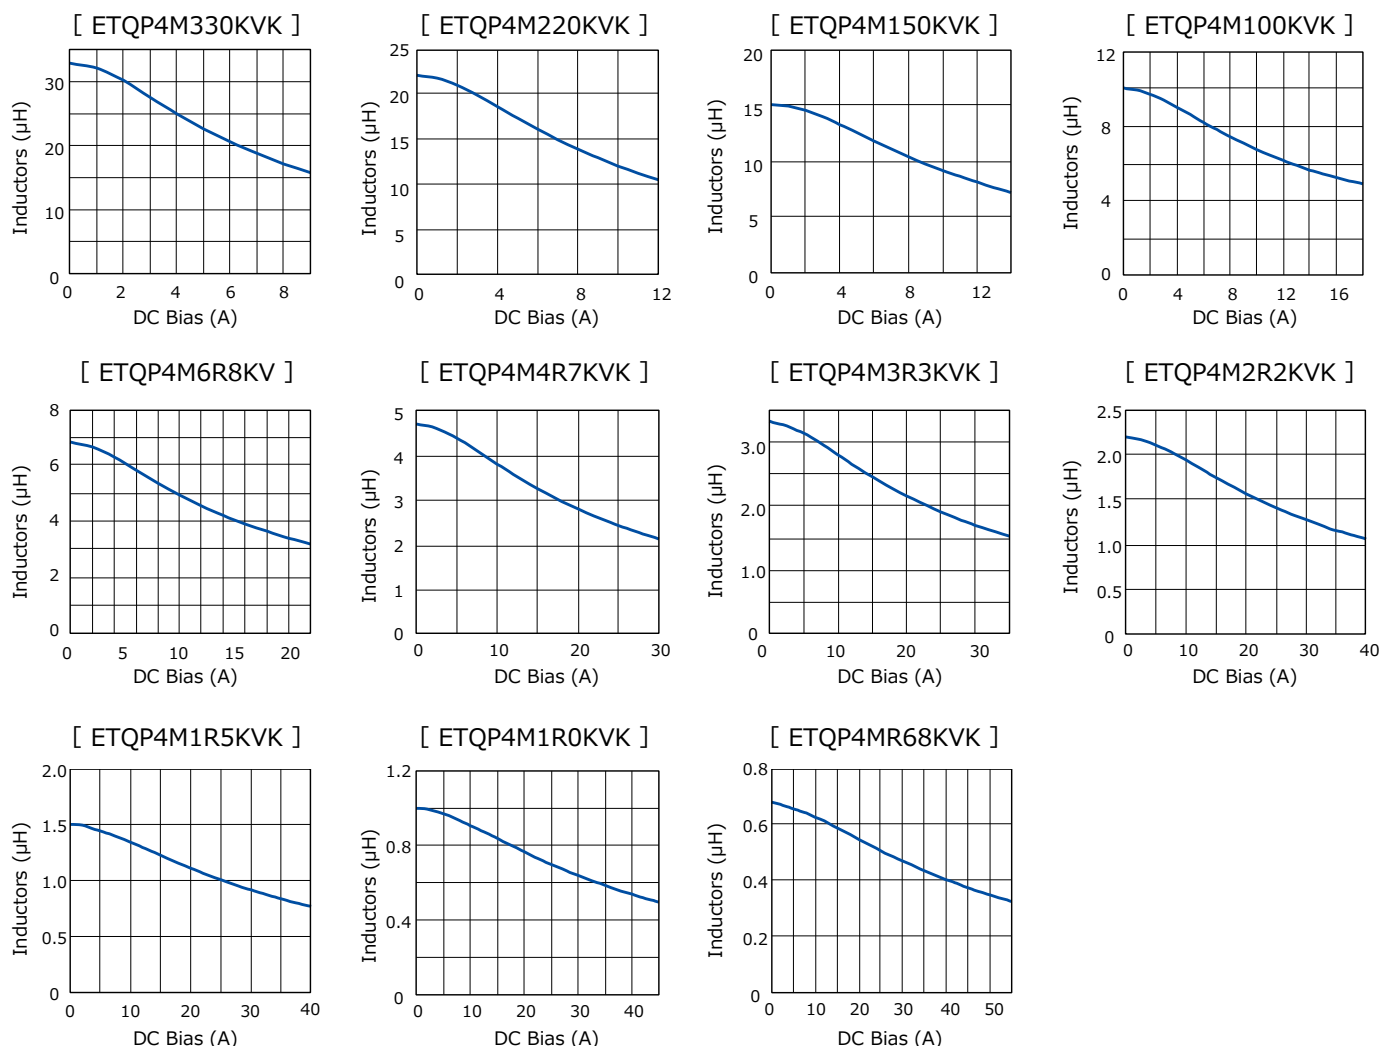 [ ETQP4M330KVK ]
Inductors (µH)
30
20
10
0
0 2 4 6 8
DC Bias (A)
[ ETQP4M220KVK ]
Inductors (µH)
25
20
15
10
5
0
0 4 8 12
DC Bias (A)
[ ETQP4M150KVK ]
Inductors (µH)
20
15
10
5
0
0 4 8 12
DC Bias (A)
[ ETQP4M100KVK ]
Inductors (µH)
12
8
4
0
0 4 8 12 16
DC Bias (A)
[ ETQP4M6R8KV ]
Inductors (µH)
8
6
4
2
0
0 5 10 15 20
DC Bias (A)
[ ETQP4M4R7KVK ]
Inductors (µH)
5
4
3
2
1
0
0 10 20 30
DC Bias (A)
[ ETQP4M3R3KVK ]
Inductors (µH)
3.0
2.0
1.0
0
0 10 20 30
DC Bias (A)
[ ETQP4M2R2KVK ]
Inductors (µH)
2.5
2.0
1.5
1.0
0.5
0
0 10 20 30 40
DC Bias (A)
[ ETQP4M1R5KVK ]
Inductors (µH)
2.0
1.5
1.0
0.5
0
0 10 20 30 40
DC Bias (A)
[ ETQP4M1R0KVK ]
Inductors (µH)
1.2
0.8
0.4
0
0 10 20 30 40
DC Bias (A)
[ ETQP4MR68KVK ]
Inductors (µH)
0.8
0.6
0.4
0.2
0
0 10 20 30 40 50
DC Bias (A)